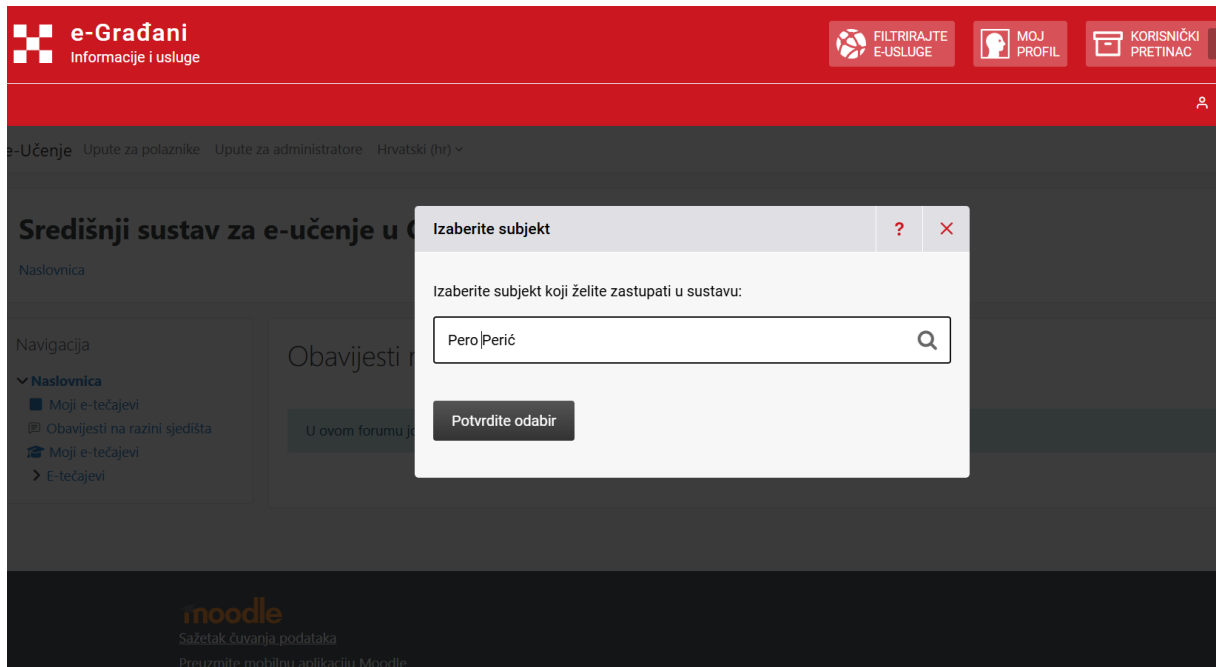 e-Građani
Informacije i usluge
FILTRIRAJTE
E-USLUGE
MOJ
PROFIL
KORISNIČKI
PRETINAC
e-Učenje Upute za polaznike Upute za administratore Hrvatski (hr)
Središnji sustav za e-učenje u
Naslovnica
Izaberite subjekt ?
Izaberite subjekt koji želite zastupati u sustavu:
Pero Perić
Potvrdite odabir
Navigacija
Naslovnica
Moji e-tečajevi
Obavijesti na razini sjedišta
Moji e-tečajevi
E-tečajevi
Obavijesti
U ovom forumu
moodle
Sažetak čuvanja podataka
Preuzmite mobilnu aplikaciju Moodle